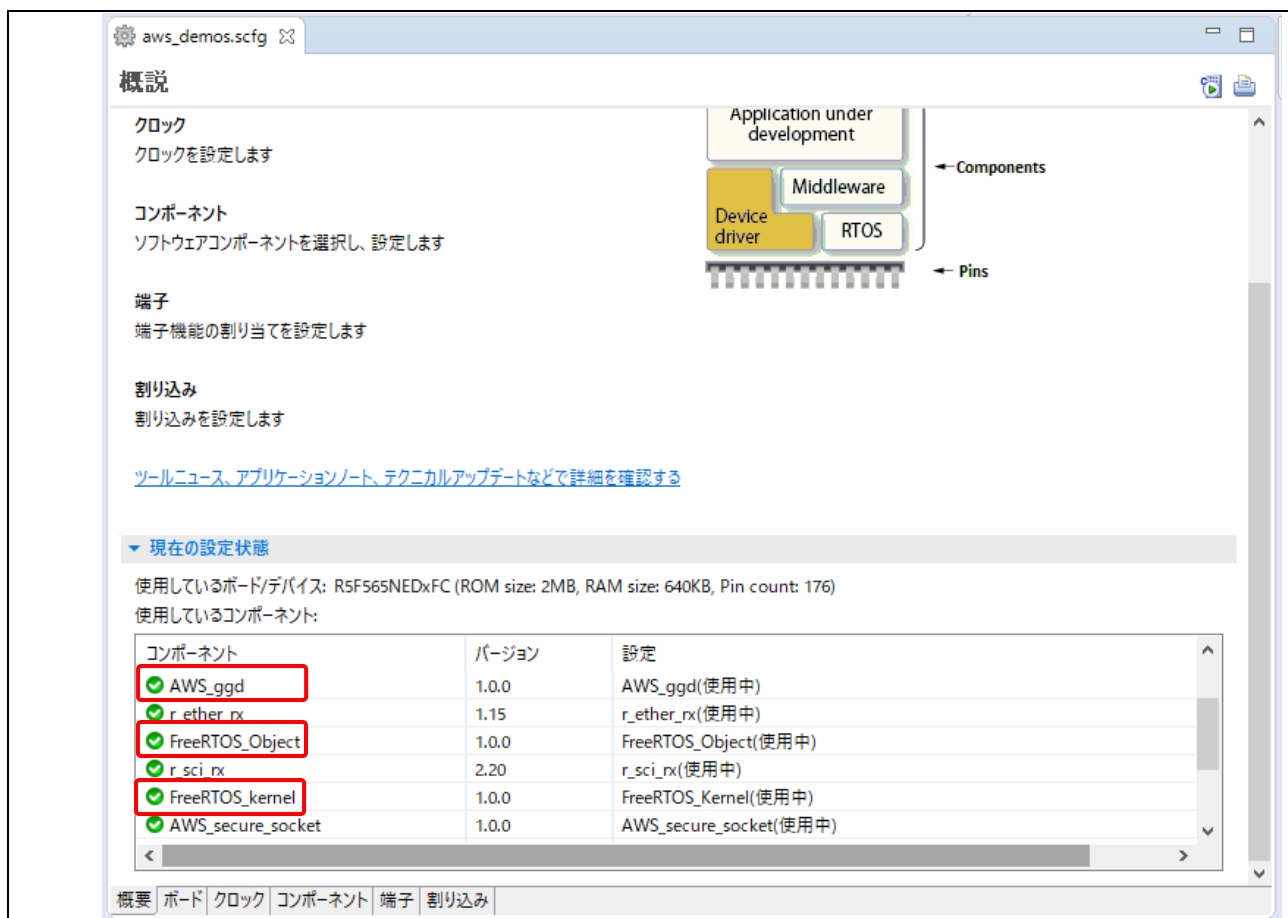 aws_demos.scfg
概説
クロック
クロックを設定します
コンポーネント
ソフトウェアコンポーネントを選択し、設定します
端子
端子機能の割り当てを設定します
割り込み
割り込みを設定します
ツールニュース、アプリケーションノート、テクニカルアップデートなどで詳細を確認する
Application under
development
Middleware
Device
driver
RTOS
Components
Pins
現在の設定状態
使用しているボード/デバイス: R5F565NEDxFC (ROM size: 2MB, RAM size: 640KB, Pin count: 176)
使用しているコンポーネント:
コンポーネント バージョン 設定
AWS_ggd 1.0.0 AWS_ggd(使用中)
r_ether_rx 1.15 r_ether_rx(使用中)
FreeRTOS_Object 1.0.0 FreeRTOS_Object(使用中)
r_sci_rx 2.20 r_sci_rx(使用中)
FreeRTOS_kernel 1.0.0 FreeRTOS_Kernel(使用中)
AWS_secure_socket 1.0.0 AWS_secure_socket(使用中)
概要 ボード クロック コンポーネント 端子 割り込み